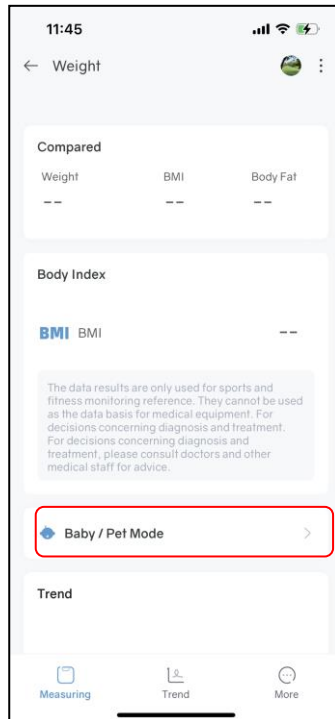 11:45
Weight
Compared
Weight BMI Body Fat
-- -- --
Body Index
BMI BMI --
The data results are only used for sports and
fitness monitoring reference. They cannot be used
as the data basis for medical equipment. For
decisions concerning diagnosis and treatment.
For decisions concerning diagnosis and
treatment, please consult doctors and other
medical staff for advice.
Baby / Pet Mode
Trend
Measuring Trend More